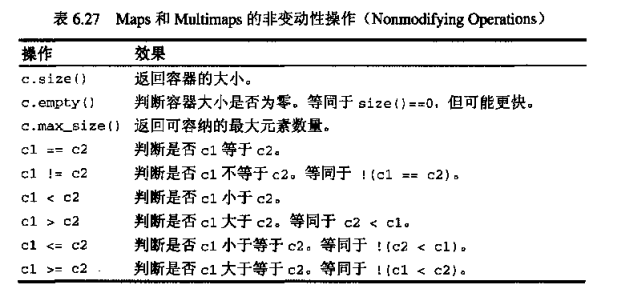 表 6.27 Maps 和 Multimaps 的非变动性操作（Nonmodifying Operations）
操作 效果
c.size() 返回容器的大小。
c.empty() 判断容器大小是否为零。等同于 size()==0，但可能更快。
c.max_size() 返回可容纳的最大元素数量。
c1 == c2 判断是否 c1 等于 c2。
c1 != c2 判断是否 c1 不等于 c2。等同于 !(c1 == c2)。
c1 < c2 判断是否 c1 小于 c2。
c1 > c2 判断是否 c1 大于 c2。等同于 c2 < c1。
c1 <= c2 判断是否 c1 小于等于 c2。等同于 !(c2 < c1)。
c1 >= c2 判断是否 c1 大于等于 c2。等同于 !(c1 < c2)。